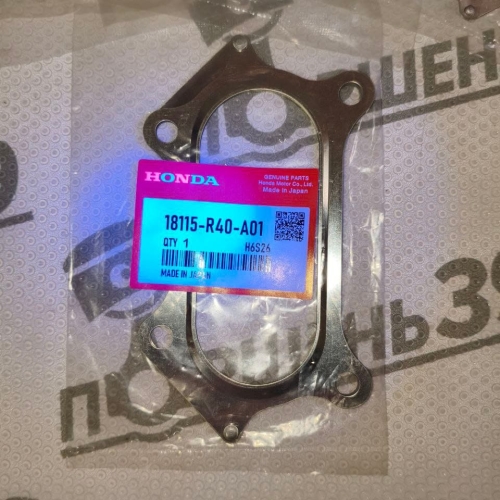 HONDA
GENUINE PARTS
Honda Motor Co., Ltd.
Made in Japan
18115-R40-A01
QTY 1
H6S26
MADE IN JAPAN
ПОРШЕНЬ39